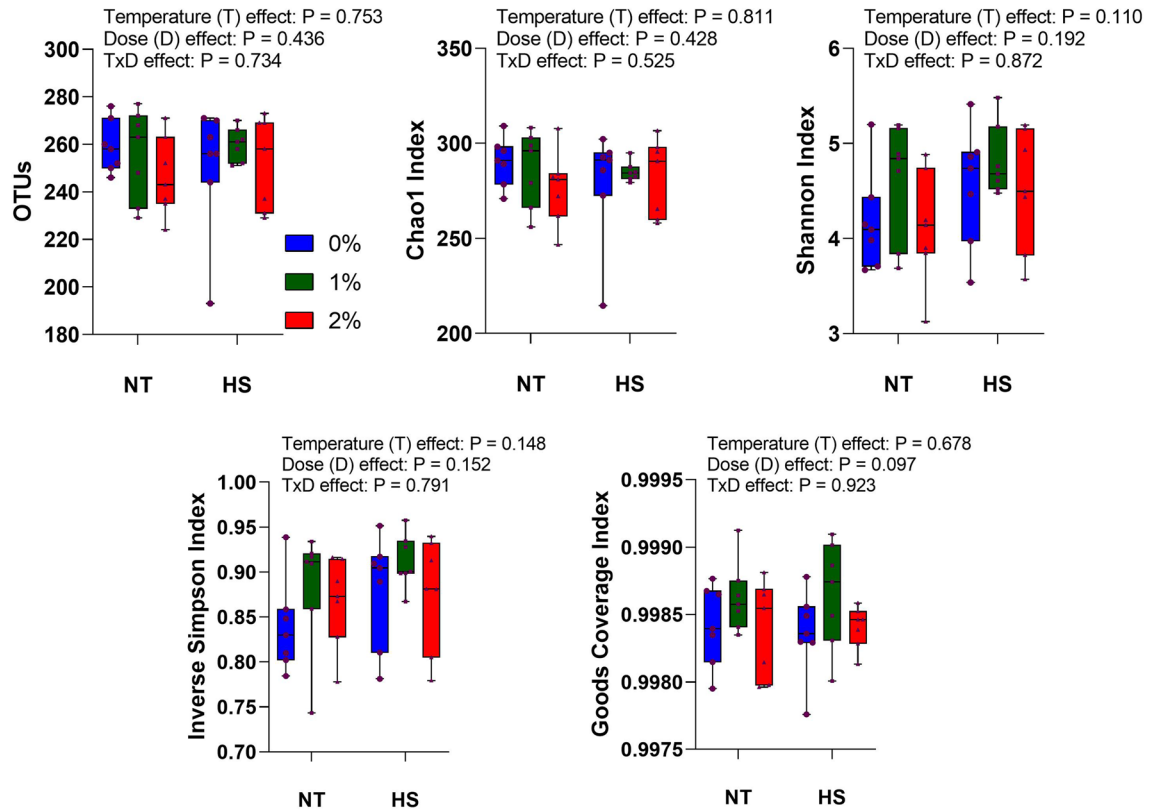 Temperature (T) effect: P = 0.753
Dose (D) effect: P = 0.436
TxD effect: P = 0.734
OTUs
300
280
260
240
220
200
180
NT HS
0%
1%
2%
Temperature (T) effect: P = 0.811
Dose (D) effect: P = 0.428
TxD effect: P = 0.525
Chao1 Index
350
300
250
200
NT HS
Temperature (T) effect: P = 0.110
Dose (D) effect: P = 0.192
TxD effect: P = 0.872
Shannon Index
6
5
4
3
NT HS
Temperature (T) effect: P = 0.148
Dose (D) effect: P = 0.152
TxD effect: P = 0.791
Inverse Simpson Index
1.00
0.95
0.90
0.85
0.80
0.75
0.70
NT HS
Temperature (T) effect: P = 0.678
Dose (D) effect: P = 0.097
TxD effect: P = 0.923
Goods Coverage Index
0.9995
0.9990
0.9985
0.9980
0.9975
NT HS